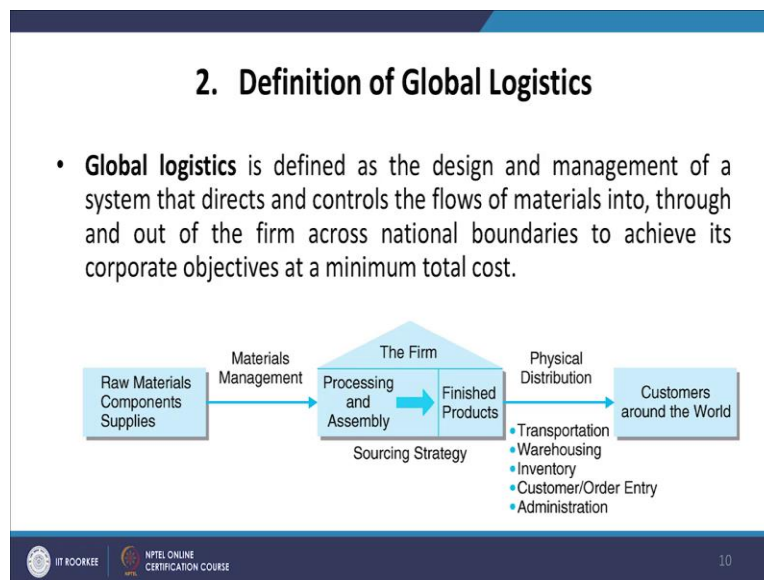 2. Definition of Global Logistics
• Global logistics is defined as the design and management of a
system that directs and controls the flows of materials into, through
and out of the firm across national boundaries to achieve its
corporate objectives at a minimum total cost.
Raw Materials
Components
Supplies
Materials
Management
The Firm
Processing
and
Assembly
Finished
Products
Sourcing Strategy
Physical
Distribution
•Transportation
•Warehousing
•Inventory
•Customer/Order Entry
•Administration
Customers
around the World
IIT ROORKEE
NPTEL
NPTEL ONLINE
CERTIFICATION COURSE
10